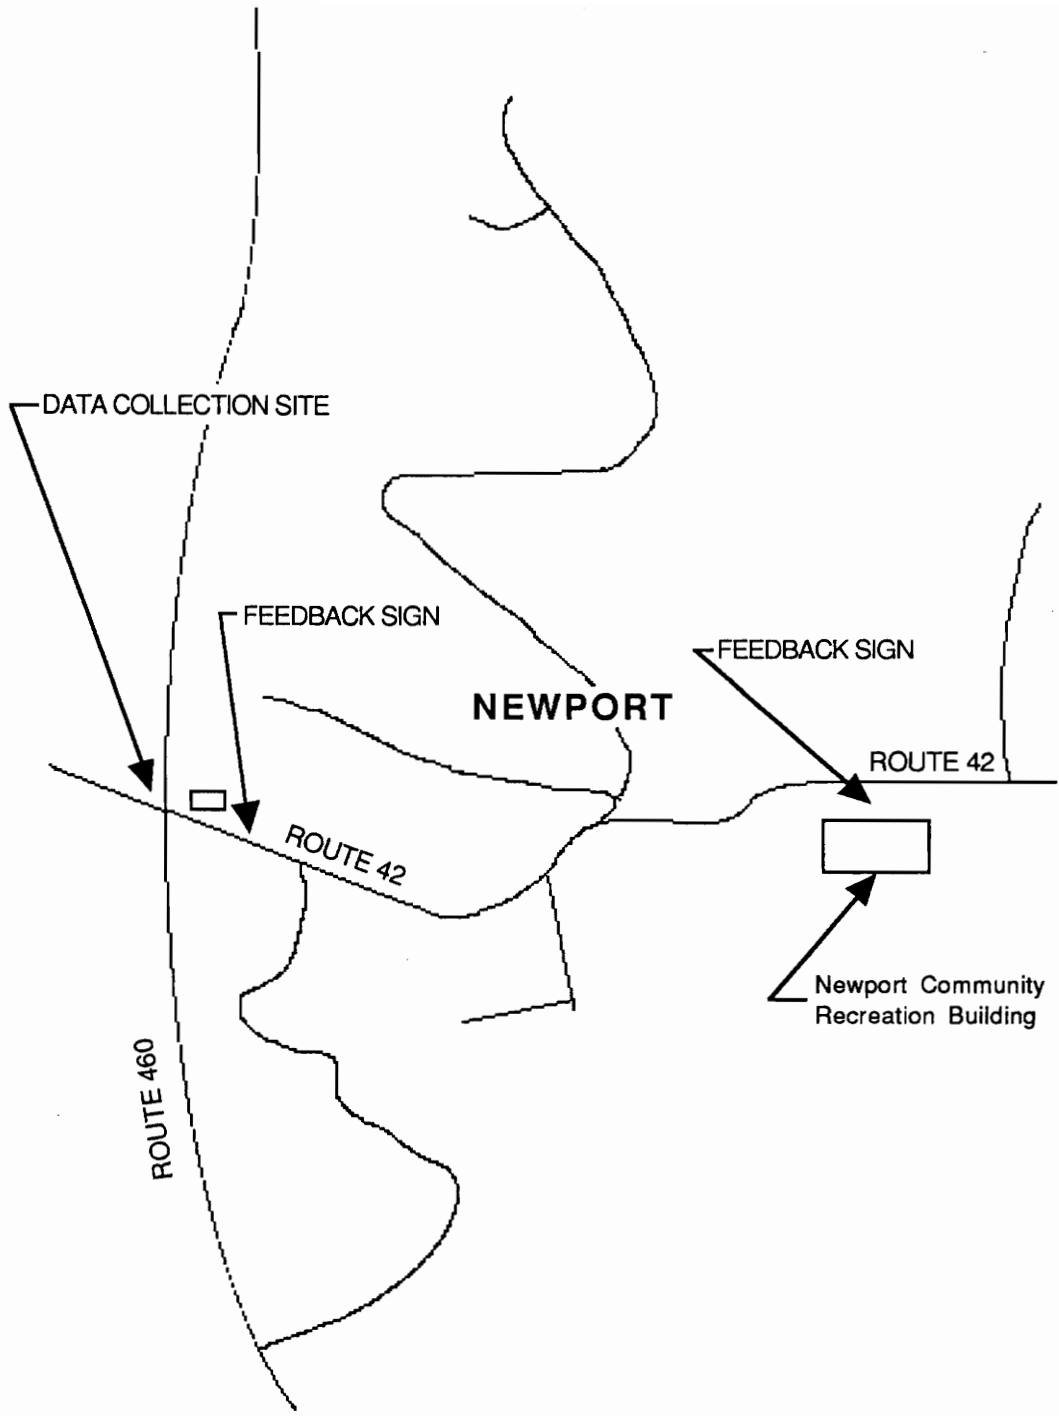 DATA COLLECTION SITE
FEEDBACK SIGN
FEEDBACK SIGN
NEWPORT
ROUTE 42
ROUTE 42
Newport Community
Recreation Building
ROUTE 460